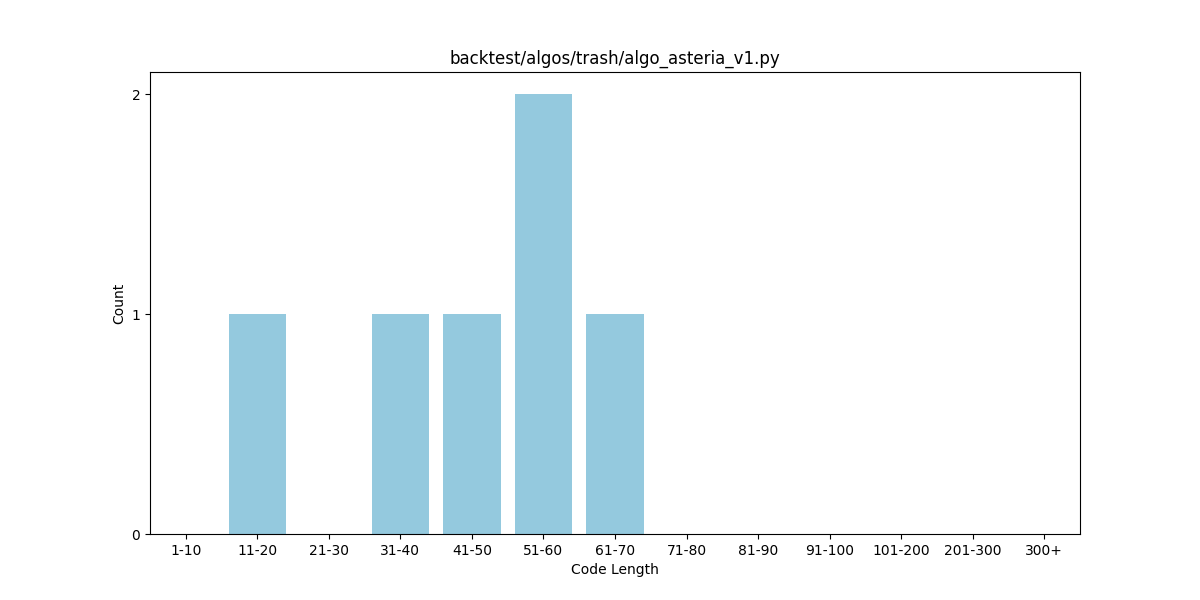 backtest/algos/trash/algo_asteria_v1.py
Count
2
1
0
1-10 11-20 21-30 31-40 41-50 51-60 61-70 71-80 81-90 91-100 101-200 201-300 300+
Code Length